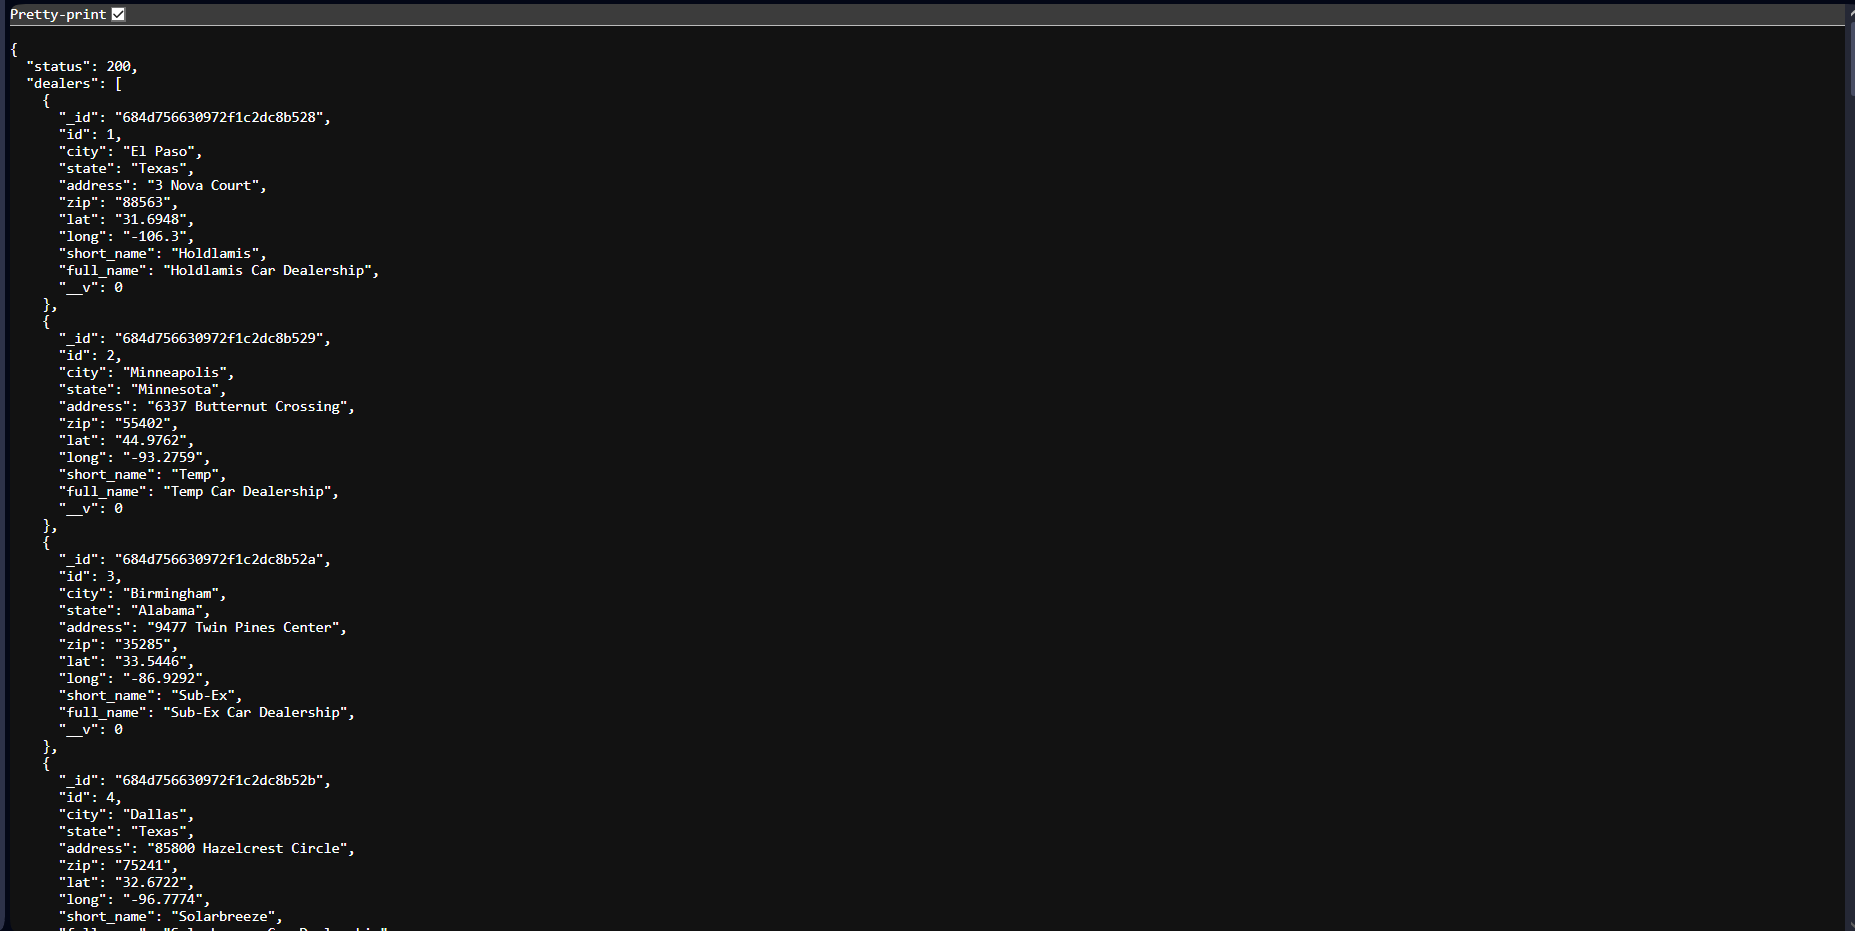 Pretty-print
{
"status": 200,
"dealers": [
{
"_id": "684d756630972f1c2dc8b528",
"id": 1,
"city": "El Paso",
"state": "Texas",
"address": "3 Nova Court",
"zip": "88563",
"lat": "31.6948",
"long": "-106.3",
"short_name": "Holdlamis",
"full_name": "Holdlamis Car Dealership",
"__v": 0
},
{
"_id": "684d756630972f1c2dc8b529",
"id": 2,
"city": "Minneapolis",
"state": "Minnesota",
"address": "6337 Butternut Crossing",
"zip": "55402",
"lat": "44.9762",
"long": "-93.2759",
"short_name": "Temp",
"full_name": "Temp Car Dealership",
"__v": 0
},
{
"_id": "684d756630972f1c2dc8b52a",
"id": 3,
"city": "Birmingham",
"state": "Alabama",
"address": "9477 Twin Pines Center",
"zip": "35285",
"lat": "33.5446",
"long": "-86.9292",
"short_name": "Sub-Ex",
"full_name": "Sub-Ex Car Dealership",
"__v": 0
},
{
"_id": "684d756630972f1c2dc8b52b",
"id": 4,
"city": "Dallas",
"state": "Texas",
"address": "85800 Hazelcrest Circle",
"zip": "75241",
"lat": "32.6722",
"long": "-96.7774",
"short_name": "Solarbreeze",